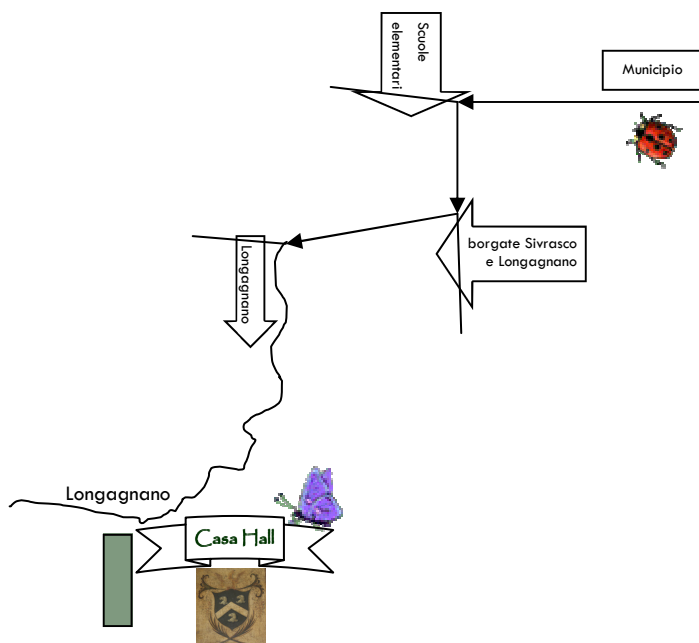 Scuole
elementari
Municipio
borgate Sivrasco
e Longagnano
Longagnano
Longagnano
Casa Hall